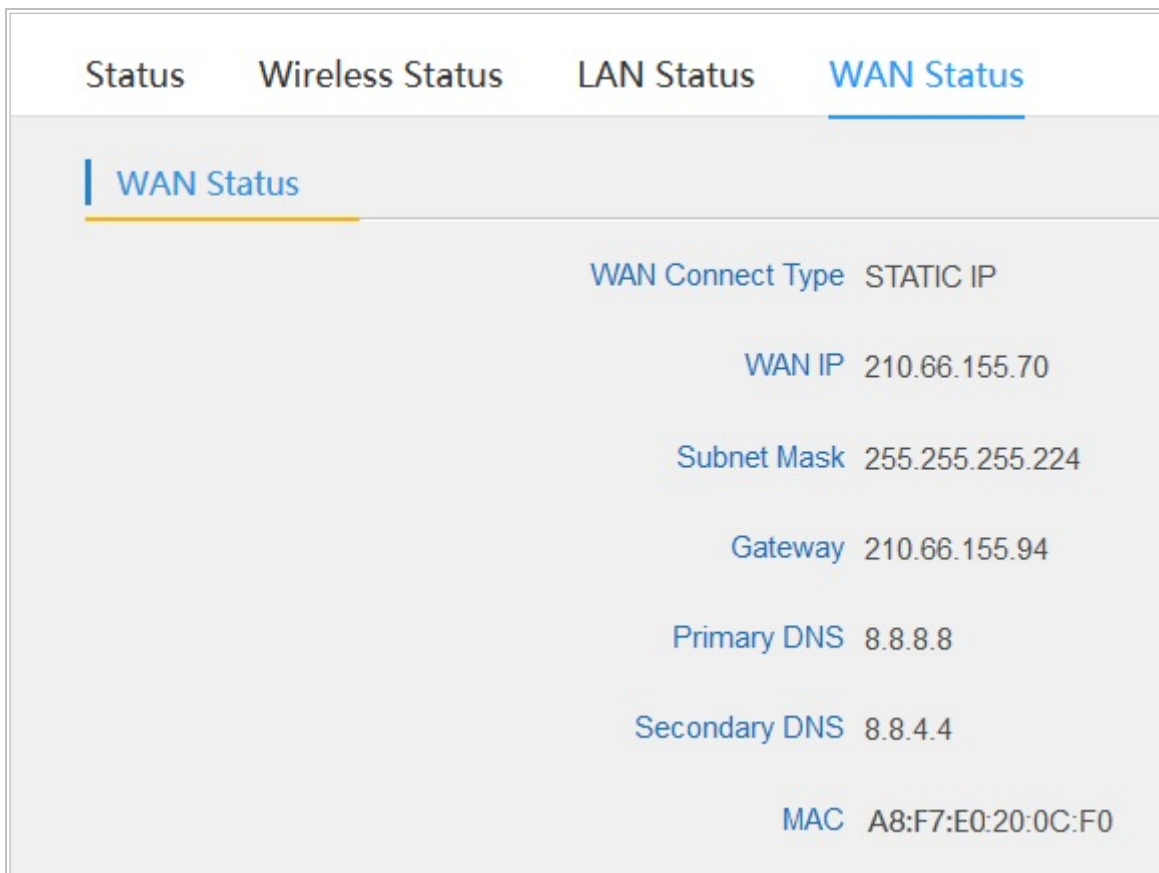 Status Wireless Status LAN Status WAN Status
WAN Status
WAN Connect Type STATIC IP
WAN IP 210.66.155.70
Subnet Mask 255.255.255.224
Gateway 210.66.155.94
Primary DNS 8.8.8.8
Secondary DNS 8.8.4.4
MAC A8:F7:E0:20:0C:F0